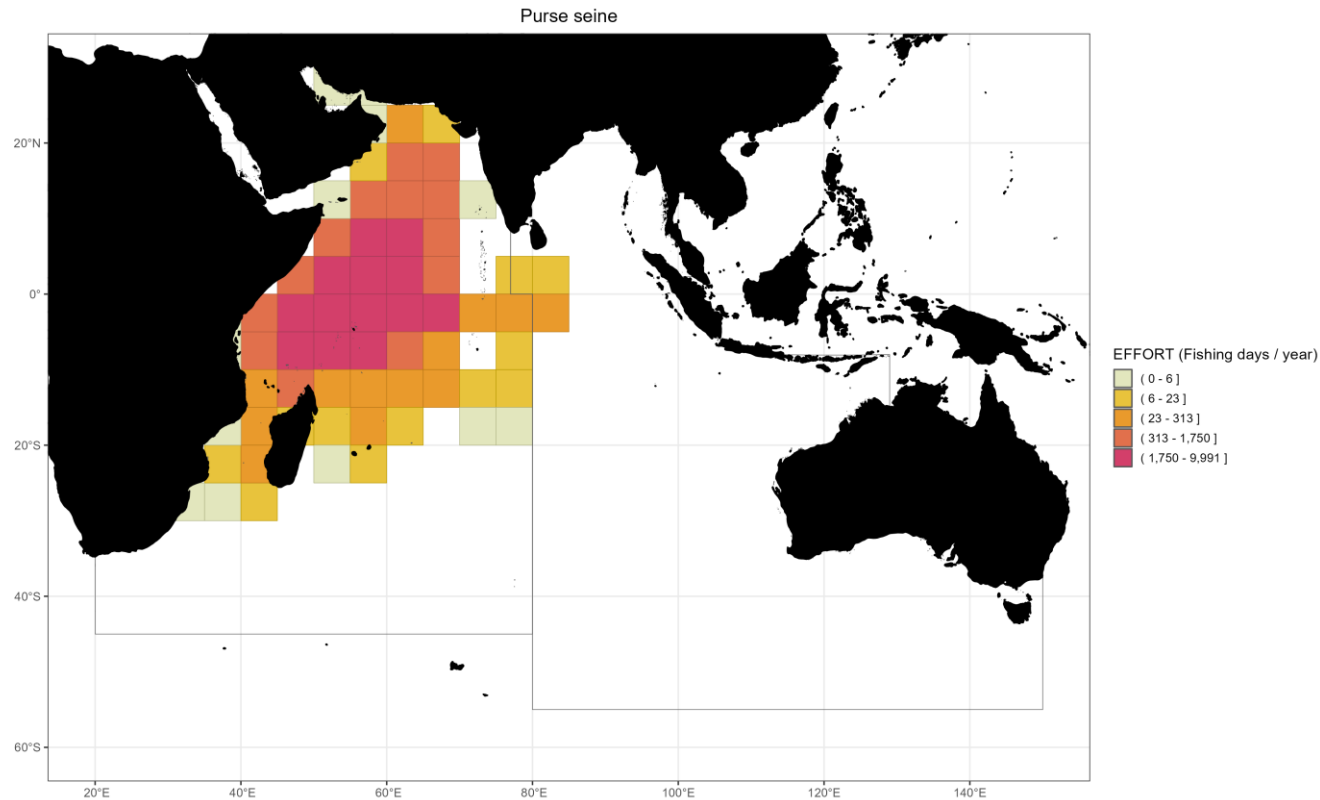 Purse seine
20°N
0°
20°S
40°S
60°S
20°E
40°E
60°E
80°E
100°E
120°E
140°E
EFFORT (Fishing days / year)
( 0 - 6 ]
( 6 - 23 ]
( 23 - 313 ]
( 313 - 1,750 ]
( 1,750 - 9,991 ]